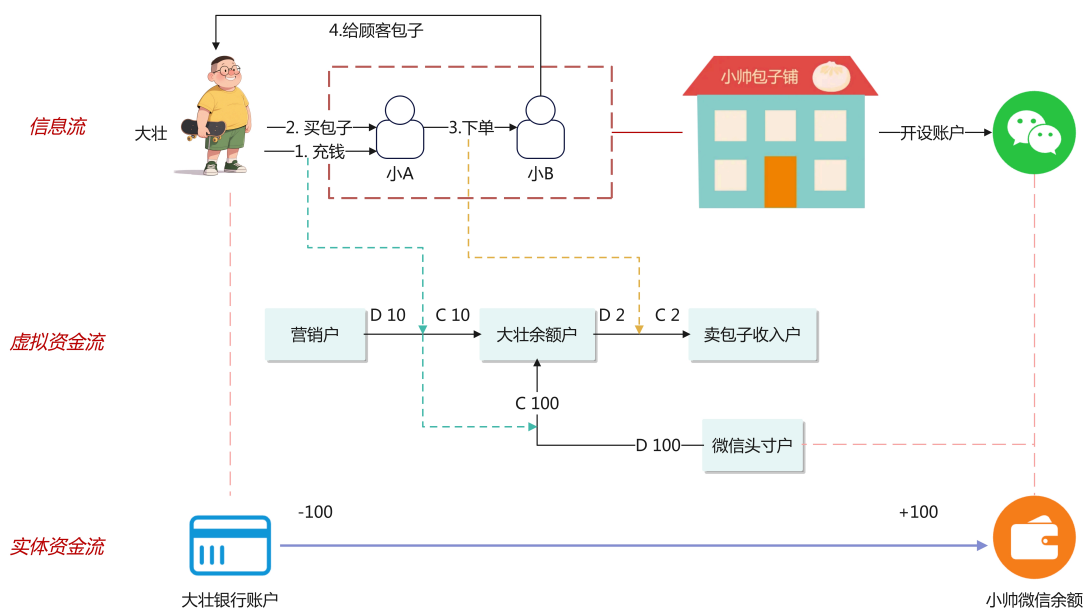 4.给顾客包子
小帅包子铺
信息流
大壮
2. 买包子
3.下单
开设账户
1. 充钱
小A
小B
D 10
C 10
D 2
C 2
虚拟资金流
营销户
大壮余额户
卖包子收入户
C 100
D 100
微信头寸户
-100
+100
实体资金流
大壮银行账户
小帅微信余额